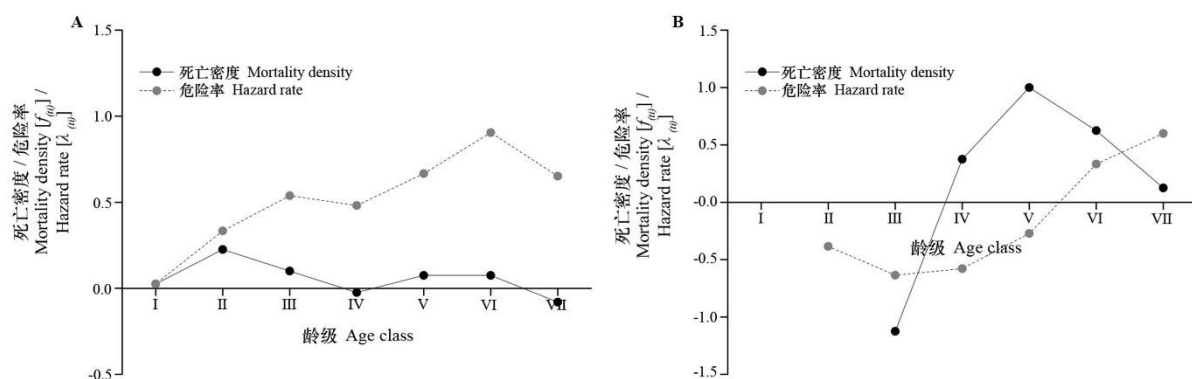 A
1.5
死亡密度 Mortality density
危险率 Hazard rate
1.0
0.5
0.0
-0.5
I II III IV V VI VII
龄级 Age class
死亡密度 / 危险率
Mortality density [f(ti)] /
Hazard rate [λ(ti)]
B
1.5
死亡密度 Mortality density
危险率 Hazard rate
1.0
0.5
-0.0
-0.5
-1.0
-1.5
I II III IV V VI VII
龄级 Age class
死亡密度 / 危险率
Mortality density [f(ti)] /
Hazard rate [λ(ti)]